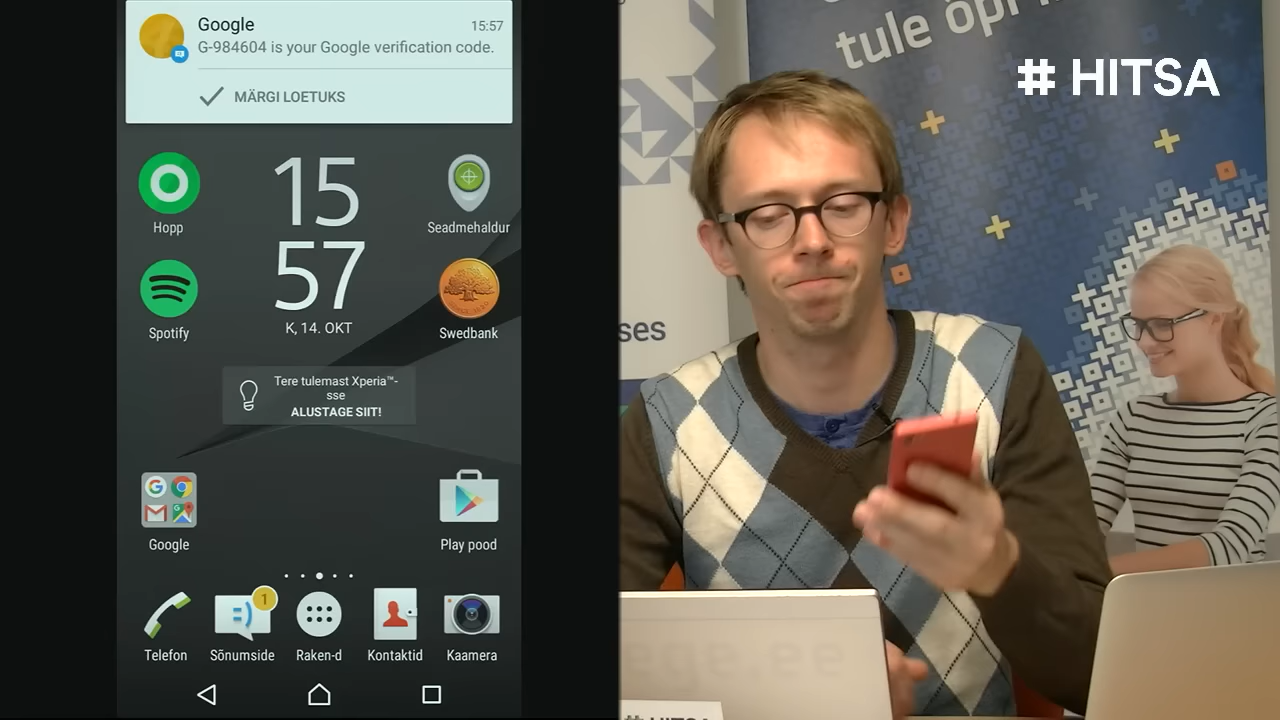 Google
15:57
G-984604 is your Google verification code.
MÄRGI LOETUKS
Hopp
15
57
K, 14. OKT
Seadmehaldur
Spotify
Swedbank
Tere tulemast Xperia™-
sse
ALUSTAGE SIIT!
Google
Play pood
1
Telefon
Sõnumside
Raken-d
Kontaktid
Kaamera
tule õpi
# HITSA
ses
# HITSA